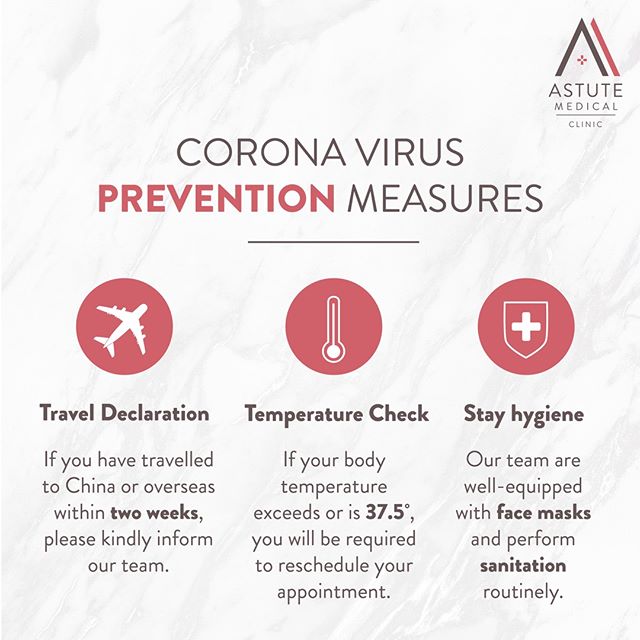 ASTUTE
MEDICAL
CLINIC
CORONA VIRUS
PREVENTION MEASURES
Travel Declaration
If you have travelled
to China or overseas
within two weeks,
please kindly inform
our team.
Temperature Check
If your body
temperature
exceeds or is 37.5°,
you will be required
to reschedule your
appointment.
Stay hygiene
Our team are
well-equipped
with face masks
and perform
sanitation
routinely.